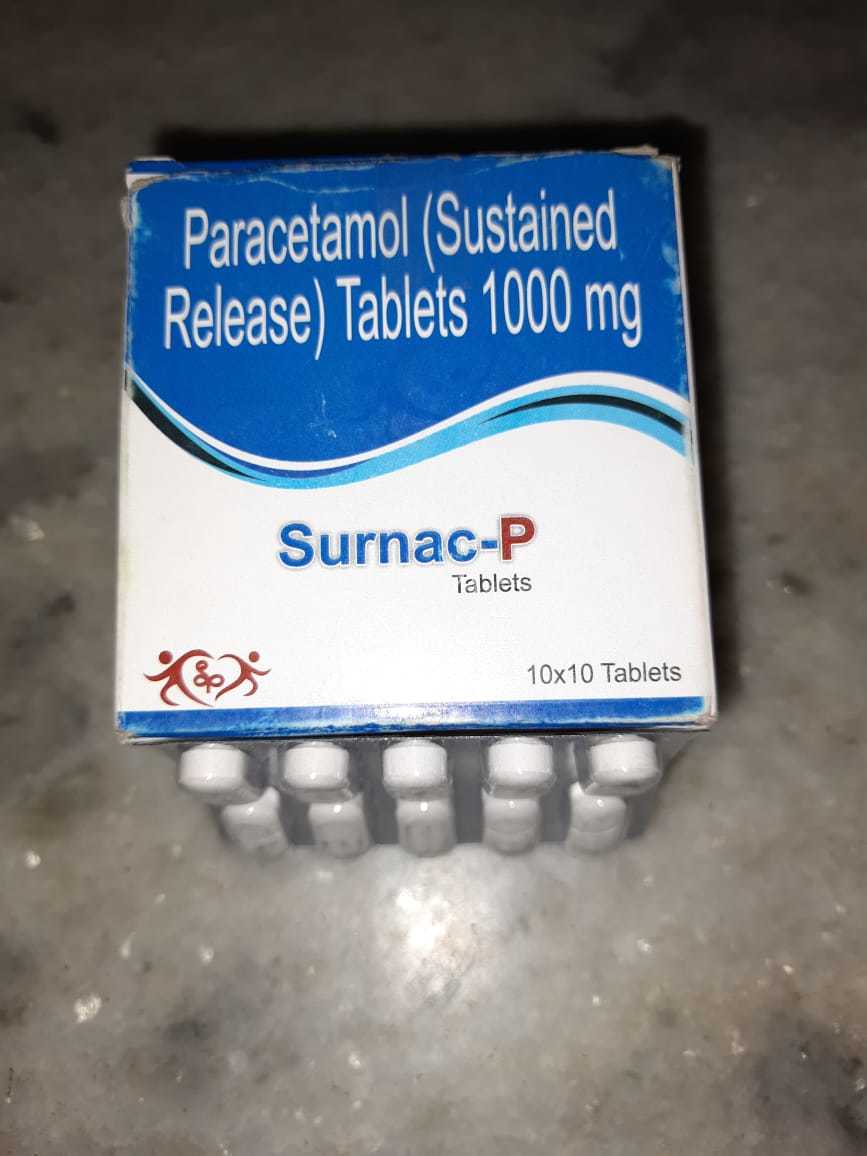 Paracetamol (Sustained
Release) Tablets 1000 mg
Surnac-P
Tablets
10x10 Tablets